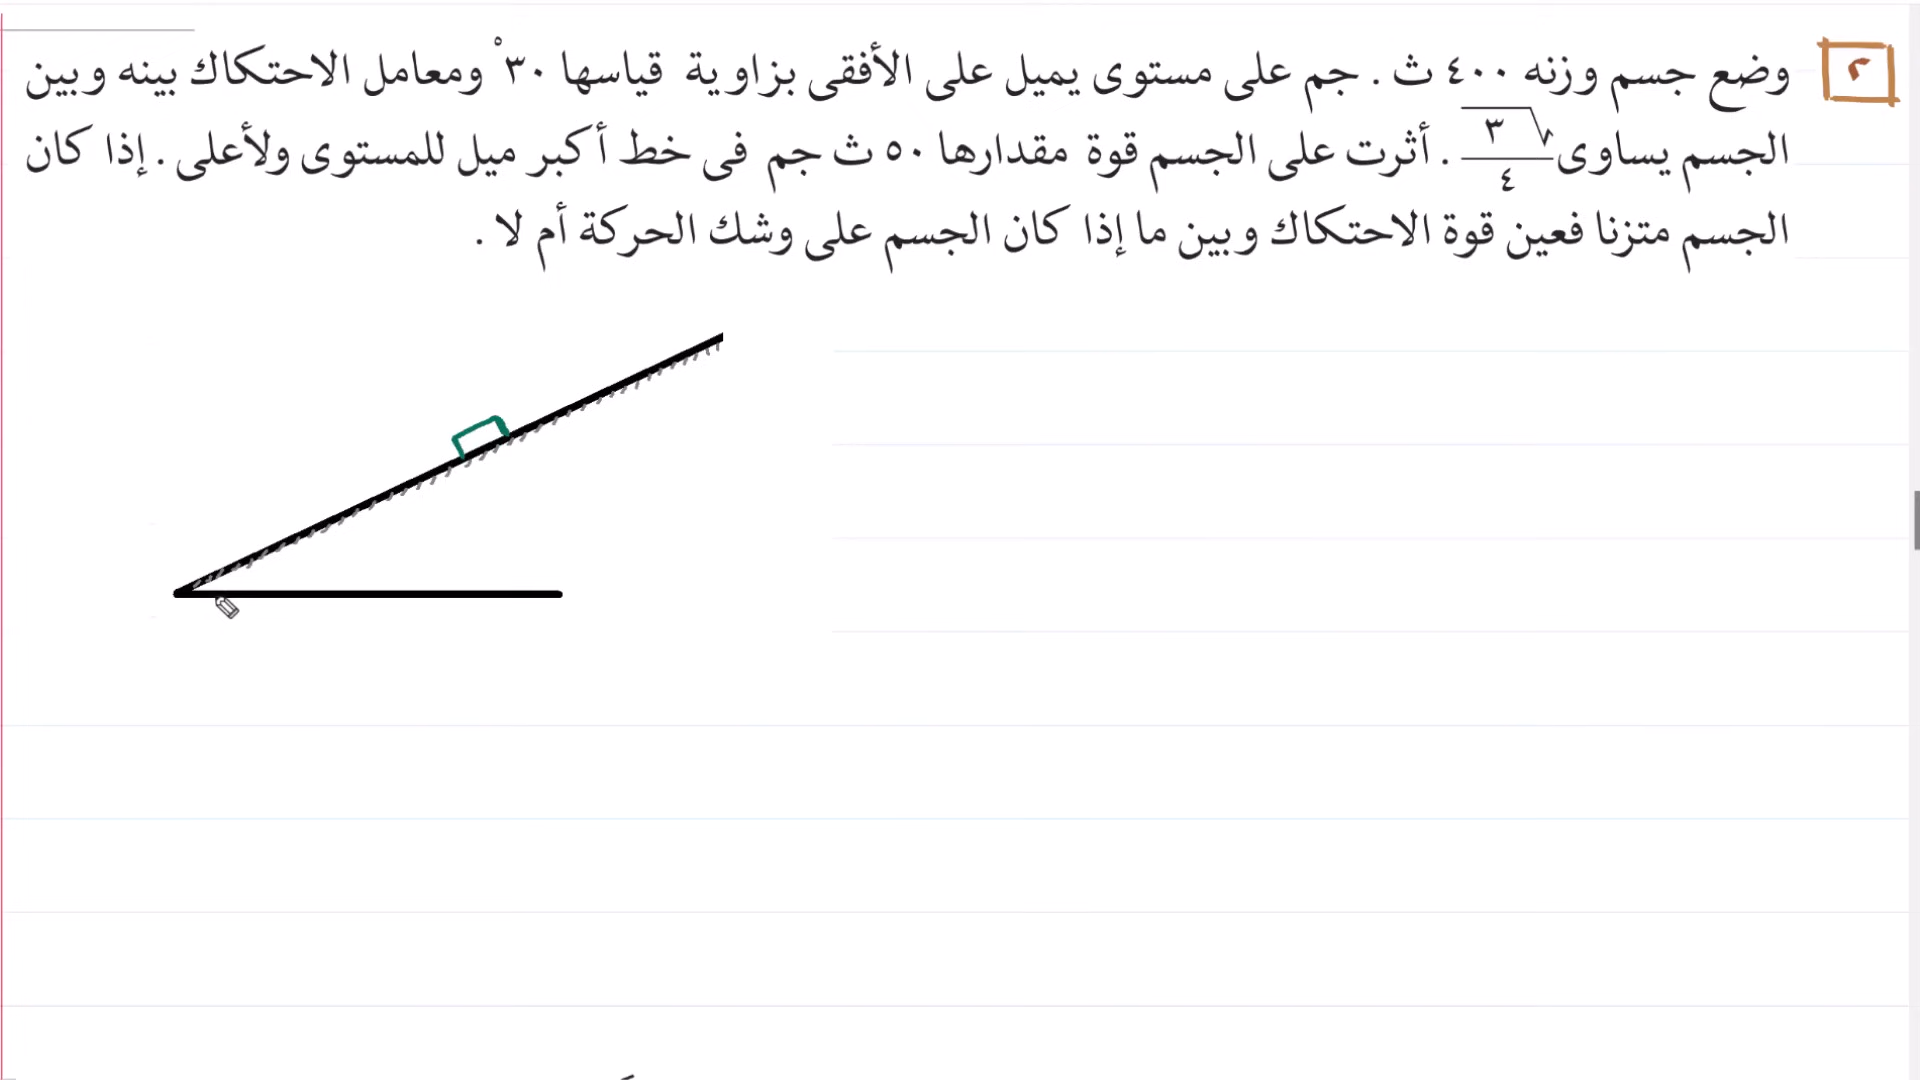 ٢
وضع جسم وزنه ٤٠٠ ث . جم على مستوى يميل على الأفقى بزاوية قياسها ٣٠° ومعامل الاحتكاك بينه وبين
الجسم يساوى √٣/٤ . أثرت على الجسم قوة مقدارها ٥٠ ث جم فى خط أكبر ميل للمستوى ولأعلى . إذا كان
الجسم متزنا فعين قوة الاحتكاك وبين ما إذا كان الجسم على وشك الحركة أم لا .